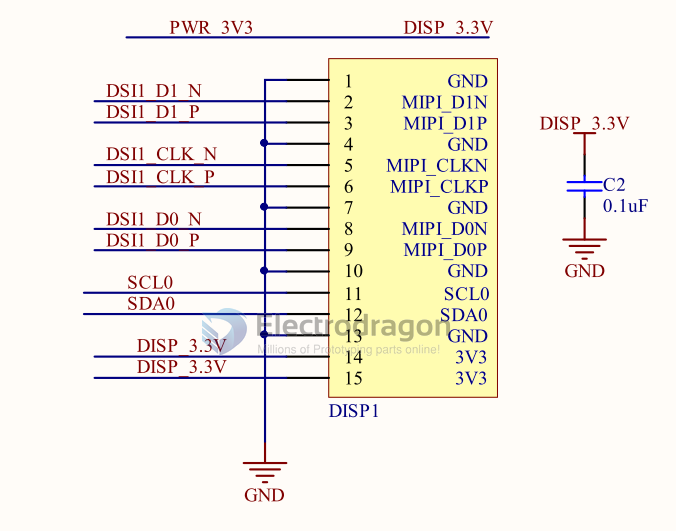 PWR_3V3 DISP_3.3V
1 GND
DSI1_D1_N 2 MIPI_D1N
DSI1_D1_P 3 MIPI_D1P
4 GND
DSI1_CLK_N 5 MIPI_CLKN
DSI1_CLK_P 6 MIPI_CLKP
7 GND
DSI1_D0_N 8 MIPI_D0N
DSI1_D0_P 9 MIPI_D0P
10 GND
SCL0 11 SCL0
SDA0 12 SDA0
13 GND
DISP_3.3V 14 3V3
DISP_3.3V 15 3V3
DISP1
GND
DISP_3.3V
C2
0.1uF
GND
Electrodragon
Millions of Prototyping parts online!